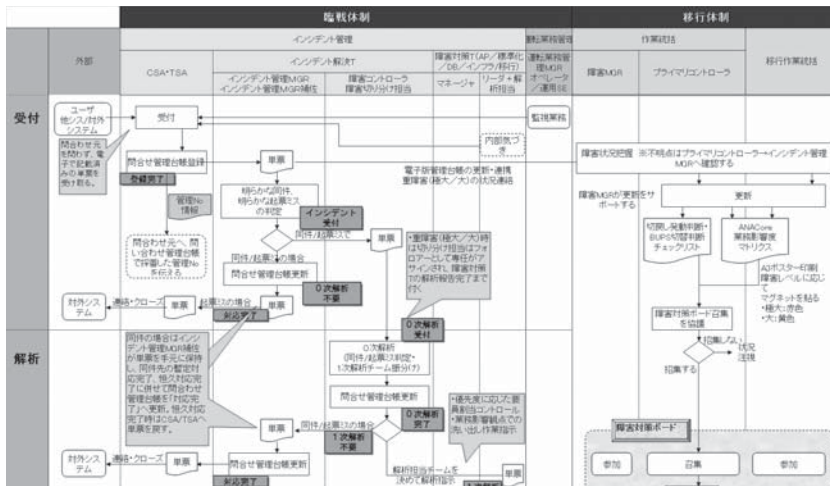 臨戦体制
移行体制
インシデント管理
運転業務管理
作業統括
外部
CSA・TSA
インシデント解決T
障害対策T(AP/標準化
/DB/インフラ/移行)
運転業務管
理MGR
オペレータ
/運用SE
移行作業統括
インシデント管理MGR
インシデント管理MGR補佐
障害コントローラ
障害切り分け担当
マネージャ
リーダ+解
析担当
障害MGR
プライマリコントローラ
受付
ユーザ
他シス/対外
システム
受付
監視業務
内部気づ
き
問合わせ元
を問わず、電
子で記載済
みの単票を
受け取る。
問合せ管理台帳登録
単票
登録完了
管理No
情報
電子版管理台帳の更新・連携
重障害(極大/大)の状況連絡
障害状況把握 ※不明点はプライマリコントローラ→インシデント管理
MGRへ確認する
明らかな同件、
明らかな起票ミス
の判定
インシデント
受付
障害MGRが更新をサ
ポートする
更新
同件/起票ミスで
単票
切戻し発動判断・
BUPS切替判断
チェックリスト
ANACore
業務影響度
マトリクス
問合わせ元へ、問
い合わせ管理台帳
で採番した管理No
を伝える
同件/起票ミスの場合
問合せ管理台帳更新
0次解析
不要
・重障害(極大/大)時
は切り分け担当はフォ
ロアーとして専任がア
サインされ、障害対策
Tの解析報告完了まで
付く
A3ポスター印刷
障害レベルに応じ
て
マグネットを貼る
・極大:赤色
・大:黄色
対外シス
テム
連絡・クローズ
単票
起票ミスの場合
単票
対応完了
障害対策ボード召集
を協議
0次解析
受付
招集しない
状況
注視
招集する
解析
同件の場合はインシ
デント管理MGR補佐
が単票を手元に保持
し、同件先の暫定対
応完了、恒久対応完
了に併せて問合わせ
管理台帳を「対応完
了」へ更新。恒久対応
完了時はCSA/TSAへ
単票を戻す。
0次解析
(同件/起票ミス判定・
1次解析チーム振分け)
問合せ管理台帳更新
0次解析
完了
・優先度に応じた要
員割当コントロール
・業務影響観点での
洗い出し作業指示
同件/起票ミスの場合
単票
1次解析
不要
障害対策ボード
対外シス
テム
連絡・クローズ
単票
問合せ管理台帳更新
対応完了
解析担当チームを
決めて解析指示
単票
参加
召集
参加